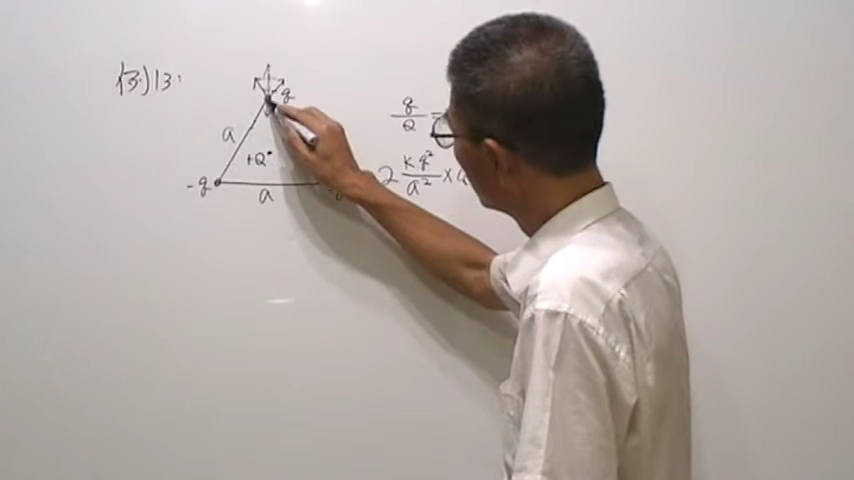 例13:
q
a
+Q
-q
a
q/Q =
2 Kq²/a² ×